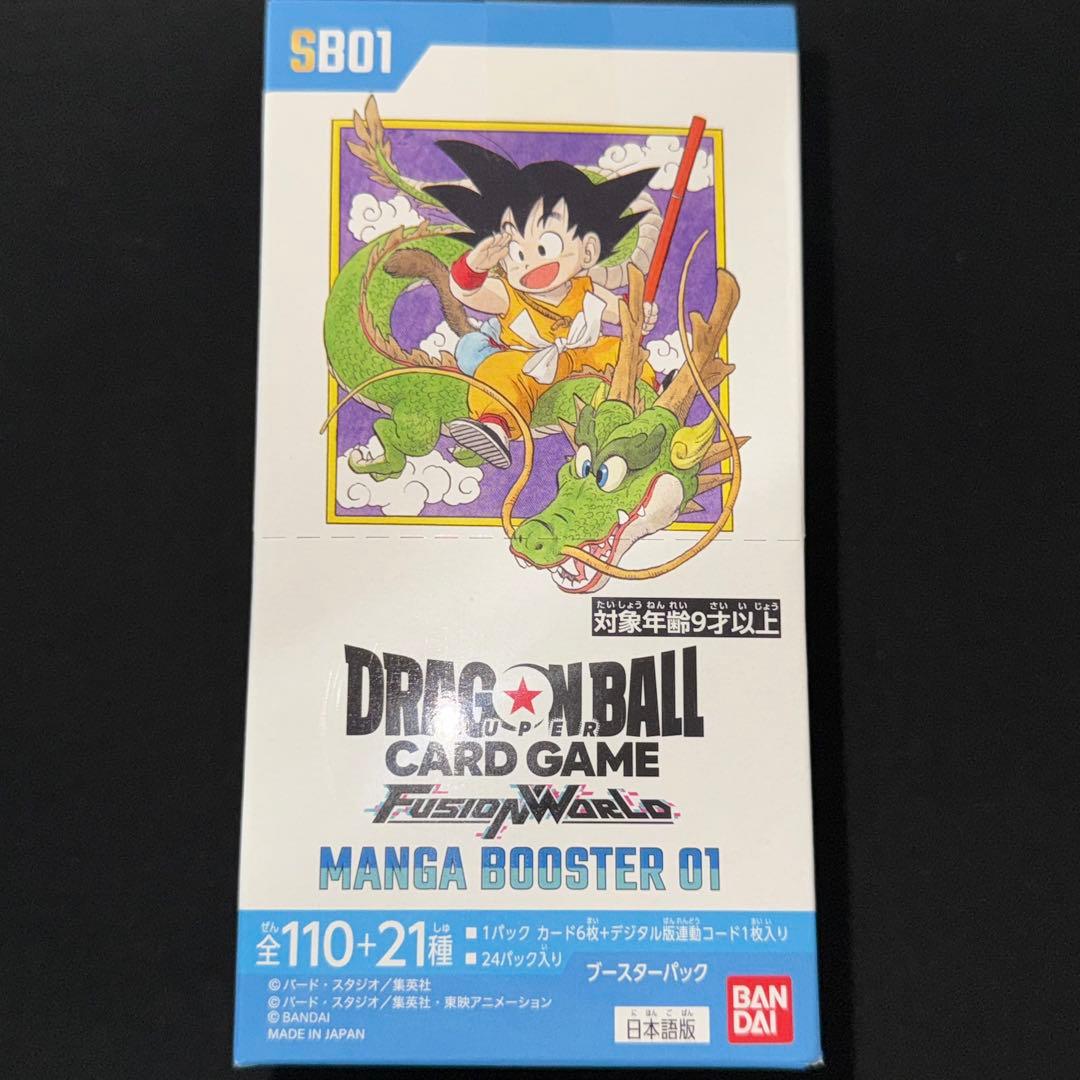 SB01
たいしょうねんれい さいいじょう
対象年齢9才以上
DRAGON BALL
SUPER
CARD GAME
FUSION WORLD
MANGA BOOSTER 01
ぜん しゅ
全110+21種
まい ばんれんどう まいい
■1パック カード6枚+デジタル版連動コード1枚入り
い
■24パック入り
ブースターパック
©バード・スタジオ/集英社
©バード・スタジオ/集英社・東映アニメーション
©BANDAI
MADE IN JAPAN
にほんごばん
日本語版
BAN
DAI